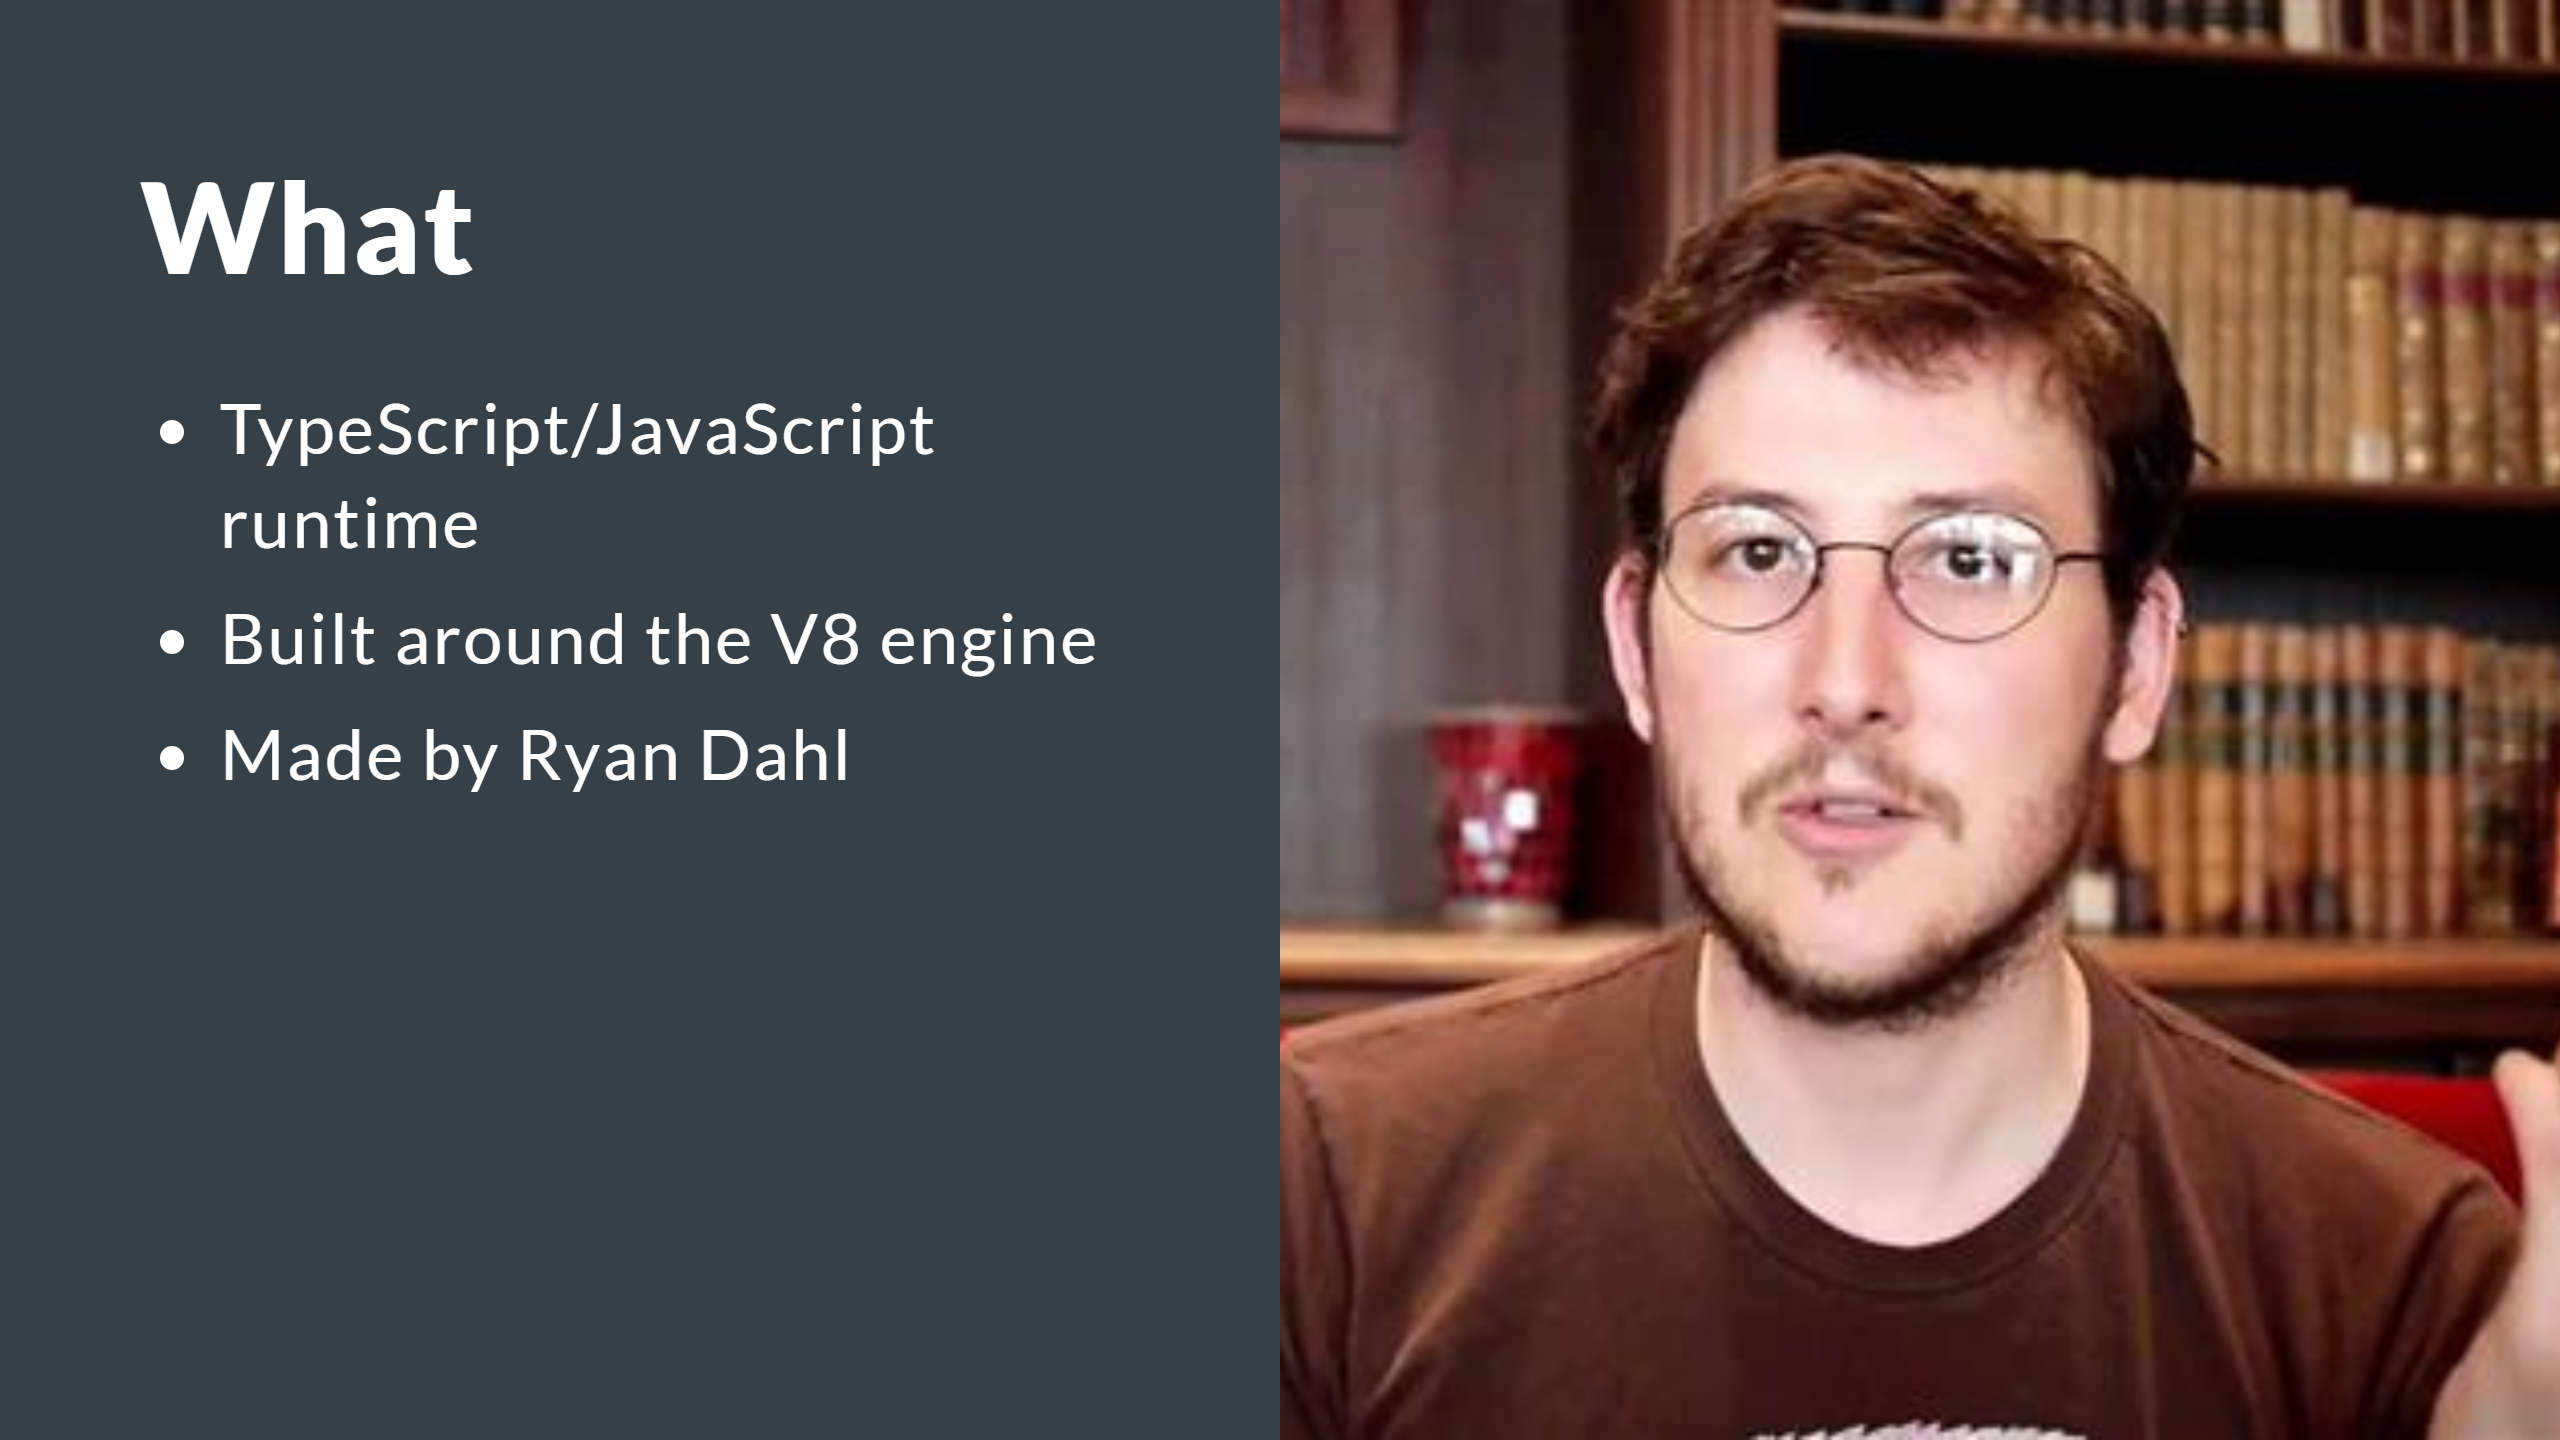 What
• TypeScript/JavaScript
runtime
• Built around the V8 engine
• Made by Ryan Dahl